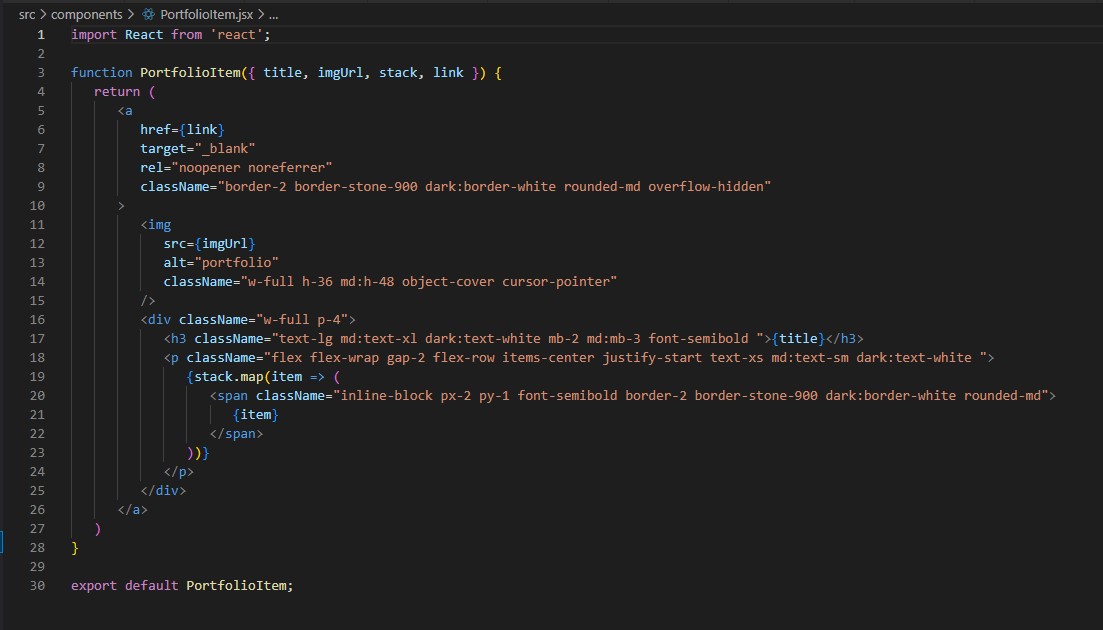 src > components > PortfolioItem.jsx > ...
1 import React from 'react';
2
3 function PortfolioItem({ title, imgUrl, stack, link }) {
4    return (
5       <a
6          href={link}
7          target="_blank"
8          rel="noopener noreferrer"
9          className="border-2 border-stone-900 dark:border-white rounded-md overflow-hidden"
10       >
11          <img
12             src={imgUrl}
13             alt="portfolio"
14             className="w-full h-36 md:h-48 object-cover cursor-pointer"
15          />
16          <div className="w-full p-4">
17             <h3 className="text-lg md:text-xl dark:text-white mb-2 md:mb-3 font-semibold ">{title}</h3>
18             <p className="flex flex-wrap gap-2 flex-row items-center justify-start text-xs md:text-sm dark:text-white ">
19                {stack.map(item => (
20                   <span className="inline-block px-2 py-1 font-semibold border-2 border-stone-900 dark:border-white rounded-md">
21                      {item}
22                   </span>
23                ))}
24             </p>
25          </div>
26       </a>
27    )
28 }
29
30 export default PortfolioItem;